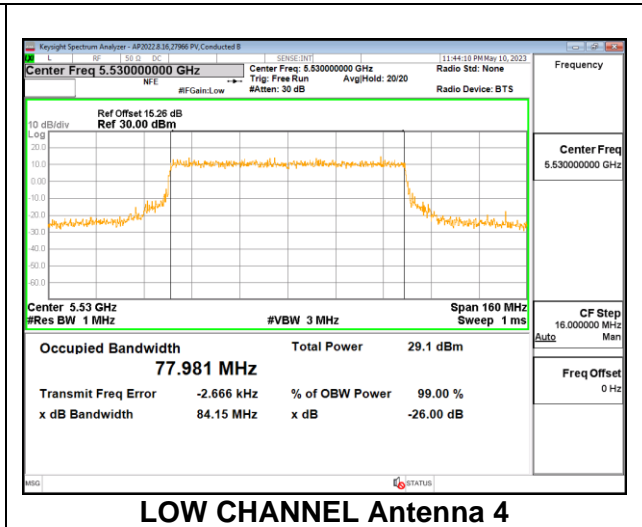 Keysight Spectrum Analyzer - AP2022.8.16,27966 PV,Conducted B
L RF 50 Ω DC SENSE:INT 11:44:10 PM May 10, 2023
Center Freq 5.530000000 GHz Center Freq: 5.530000000 GHz Radio Std: None Frequency
NFE Trig: Free Run Avg|Hold: 20/20
#IFGain:Low #Atten: 30 dB Radio Device: BTS
Ref Offset 15.26 dB
10 dB/div Ref 30.00 dBm
Log
20.0
10.0
0.00
-10.0
-20.0
-30.0
-40.0
-50.0
-60.0
Center 5.53 GHz Span 160 MHz
#Res BW 1 MHz #VBW 3 MHz Sweep 1 ms
Center Freq
5.530000000 GHz
CF Step
16.000000 MHz
Auto Man
Freq Offset
0 Hz
Occupied Bandwidth Total Power 29.1 dBm
77.981 MHz
Transmit Freq Error -2.666 kHz % of OBW Power 99.00 %
x dB Bandwidth 84.15 MHz x dB -26.00 dB
MSG STATUS
LOW CHANNEL Antenna 4